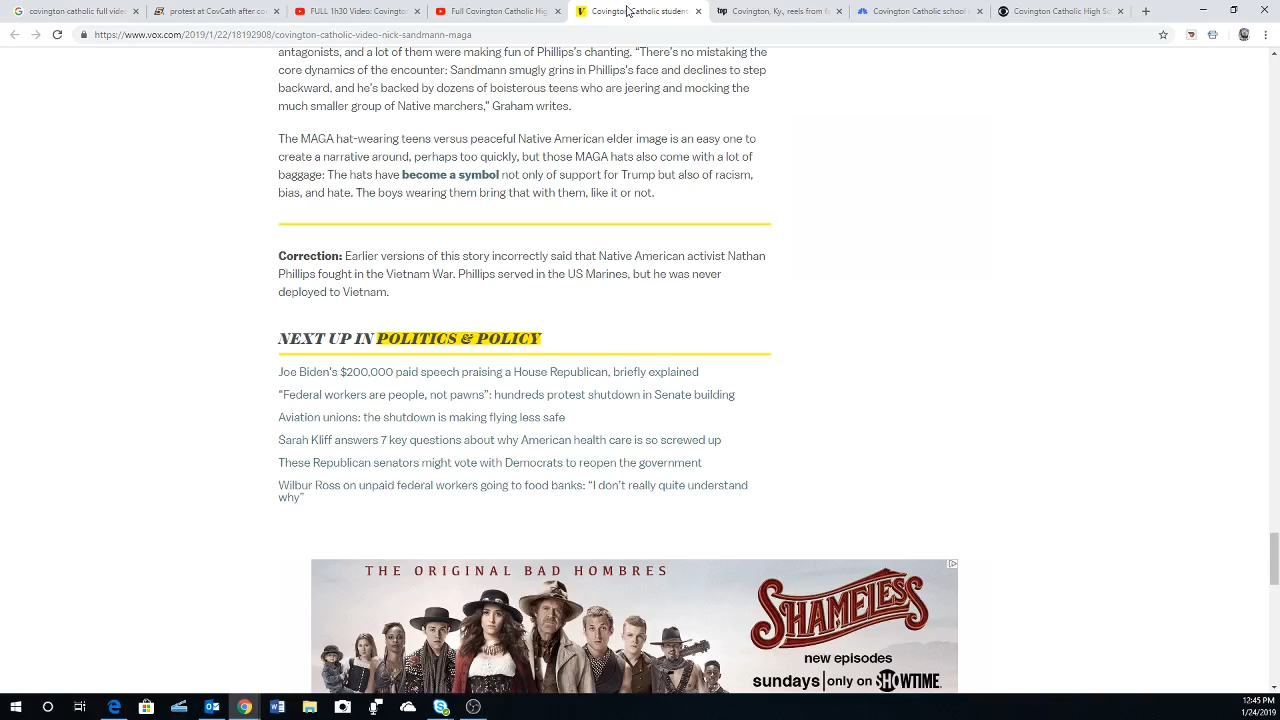 covington catholic full vide
protest at CovCath after co
FULL 1h30 Video: Covingto
Full Covington Catholic Hig
V Covington Catholic student
top Covington, Ky., reels from f
Covington Catholic school
Covington Catholic High Sc
https://www.vox.com/2019/1/22/18192908/covington-catholic-video-nick-sandmann-maga
antagonists, and a lot of them were making fun of Phillips's chanting. “There's no mistaking the
core dynamics of the encounter: Sandmann smugly grins in Phillips's face and declines to step
backward, and he's backed by dozens of boisterous teens who are jeering and mocking the
much smaller group of Native marchers,” Graham writes.
The MAGA hat-wearing teens versus peaceful Native American elder image is an easy one to
create a narrative around, perhaps too quickly, but those MAGA hats also come with a lot of
baggage: The hats have become a symbol not only of support for Trump but also of racism,
bias, and hate. The boys wearing them bring that with them, like it or not.
Correction: Earlier versions of this story incorrectly said that Native American activist Nathan
Phillips fought in the Vietnam War. Phillips served in the US Marines, but he was never
deployed to Vietnam.
NEXT UP IN POLITICS & POLICY
Joe Biden's $200,000 paid speech praising a House Republican, briefly explained
“Federal workers are people, not pawns”: hundreds protest shutdown in Senate building
Aviation unions: the shutdown is making flying less safe
Sarah Kliff answers 7 key questions about why American health care is so screwed up
These Republican senators might vote with Democrats to reopen the government
Wilbur Ross on unpaid federal workers going to food banks: “I don't really quite understand
why”
THE ORIGINAL BAD HOMBRES
SHAMELESS
new episodes
sundays | only on SHOWTIME.
12:45 PM
1/24/2019